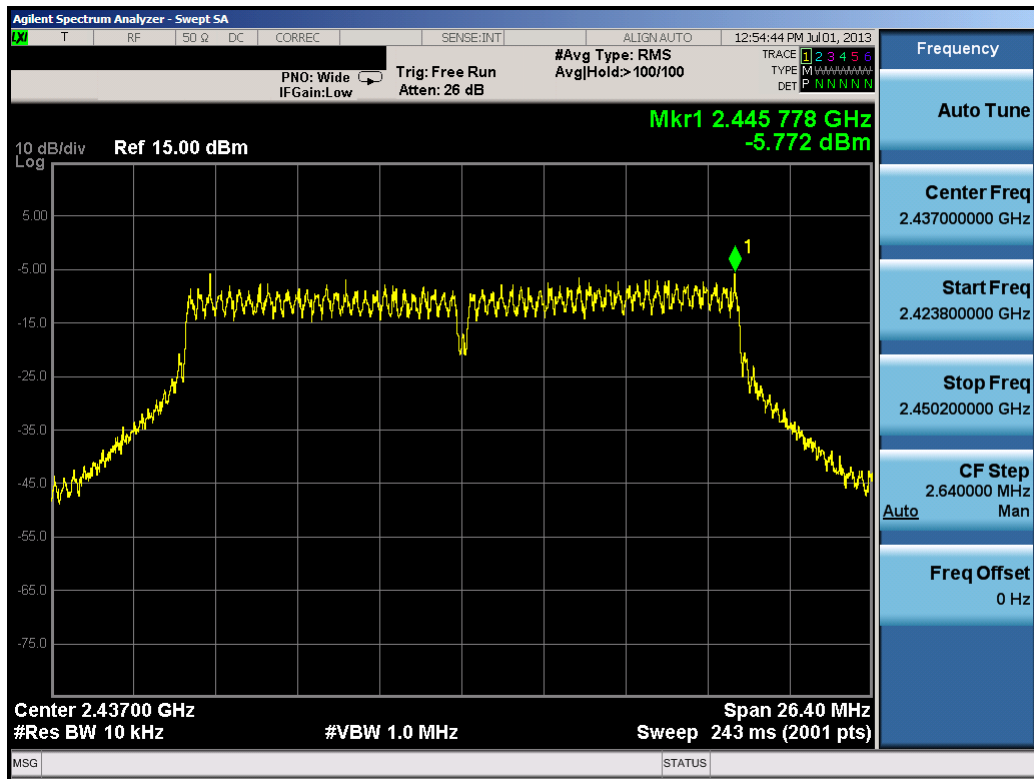 Agilent Spectrum Analyzer - Swept SA
LXI T RF 50 Ω DC CORREC SENSE:INT ALIGNAUTO 12:54:44 PM Jul 01, 2013
Frequency
PNO: Wide
IFGain:Low
Trig: Free Run
Atten: 26 dB
#Avg Type: RMS
Avg|Hold:>100/100
TRACE 1 2 3 4 5 6
TYPE M WWWWW
DET P N N N N N
Auto Tune
Mkr1 2.445 778 GHz
-5.772 dBm
10 dB/div Ref 15.00 dBm
Log
5.00
-5.00
-15.0
-25.0
-35.0
-45.0
-55.0
-65.0
-75.0
1
Center 2.43700 GHz Span 26.40 MHz
#Res BW 10 kHz #VBW 1.0 MHz Sweep 243 ms (2001 pts)
Center Freq
2.437000000 GHz
Start Freq
2.423800000 GHz
Stop Freq
2.450200000 GHz
CF Step
2.640000 MHz
Auto Man
Freq Offset
0 Hz
MSG STATUS